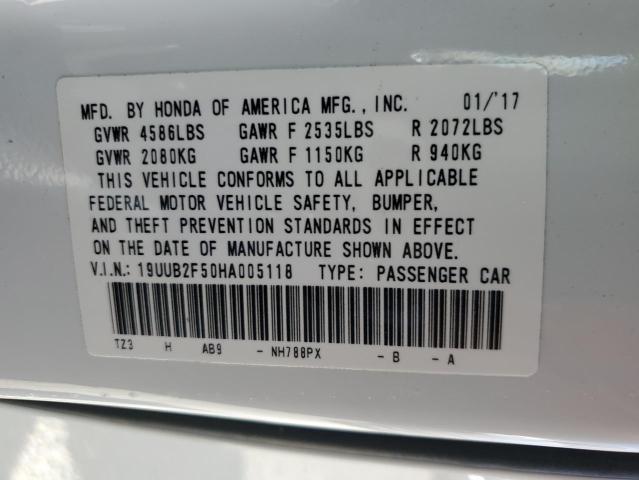 MFD. BY HONDA OF AMERICA MFG., INC. 01/'17
GVWR 4586LBS GAWR F 2535LBS R 2072LBS
GVWR 2080KG GAWR F 1150KG R 940KG
THIS VEHICLE CONFORMS TO ALL APPLICABLE
FEDERAL MOTOR VEHICLE SAFETY, BUMPER,
AND THEFT PREVENTION STANDARDS IN EFFECT
ON THE DATE OF MANUFACTURE SHOWN ABOVE.
V.I.N.: 19UUB2F50HA005118 TYPE: PASSENGER CAR
TZ3 H AB9 - NH788PX - B - A